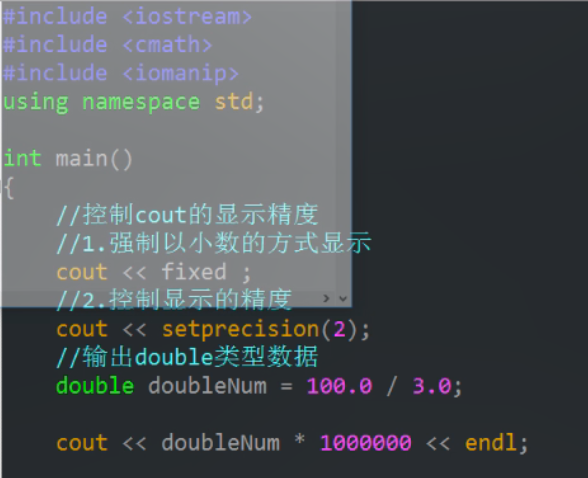 #include <iostream>
#include <cmath>
#include <iomanip>
using namespace std;
int main()
{
//控制cout的显示精度
//1.强制以小数的方式显示
cout << fixed ;
//2.控制显示的精度
cout << setprecision(2);
//输出double类型数据
double doubleNum = 100.0 / 3.0;
cout << doubleNum * 1000000 << endl;